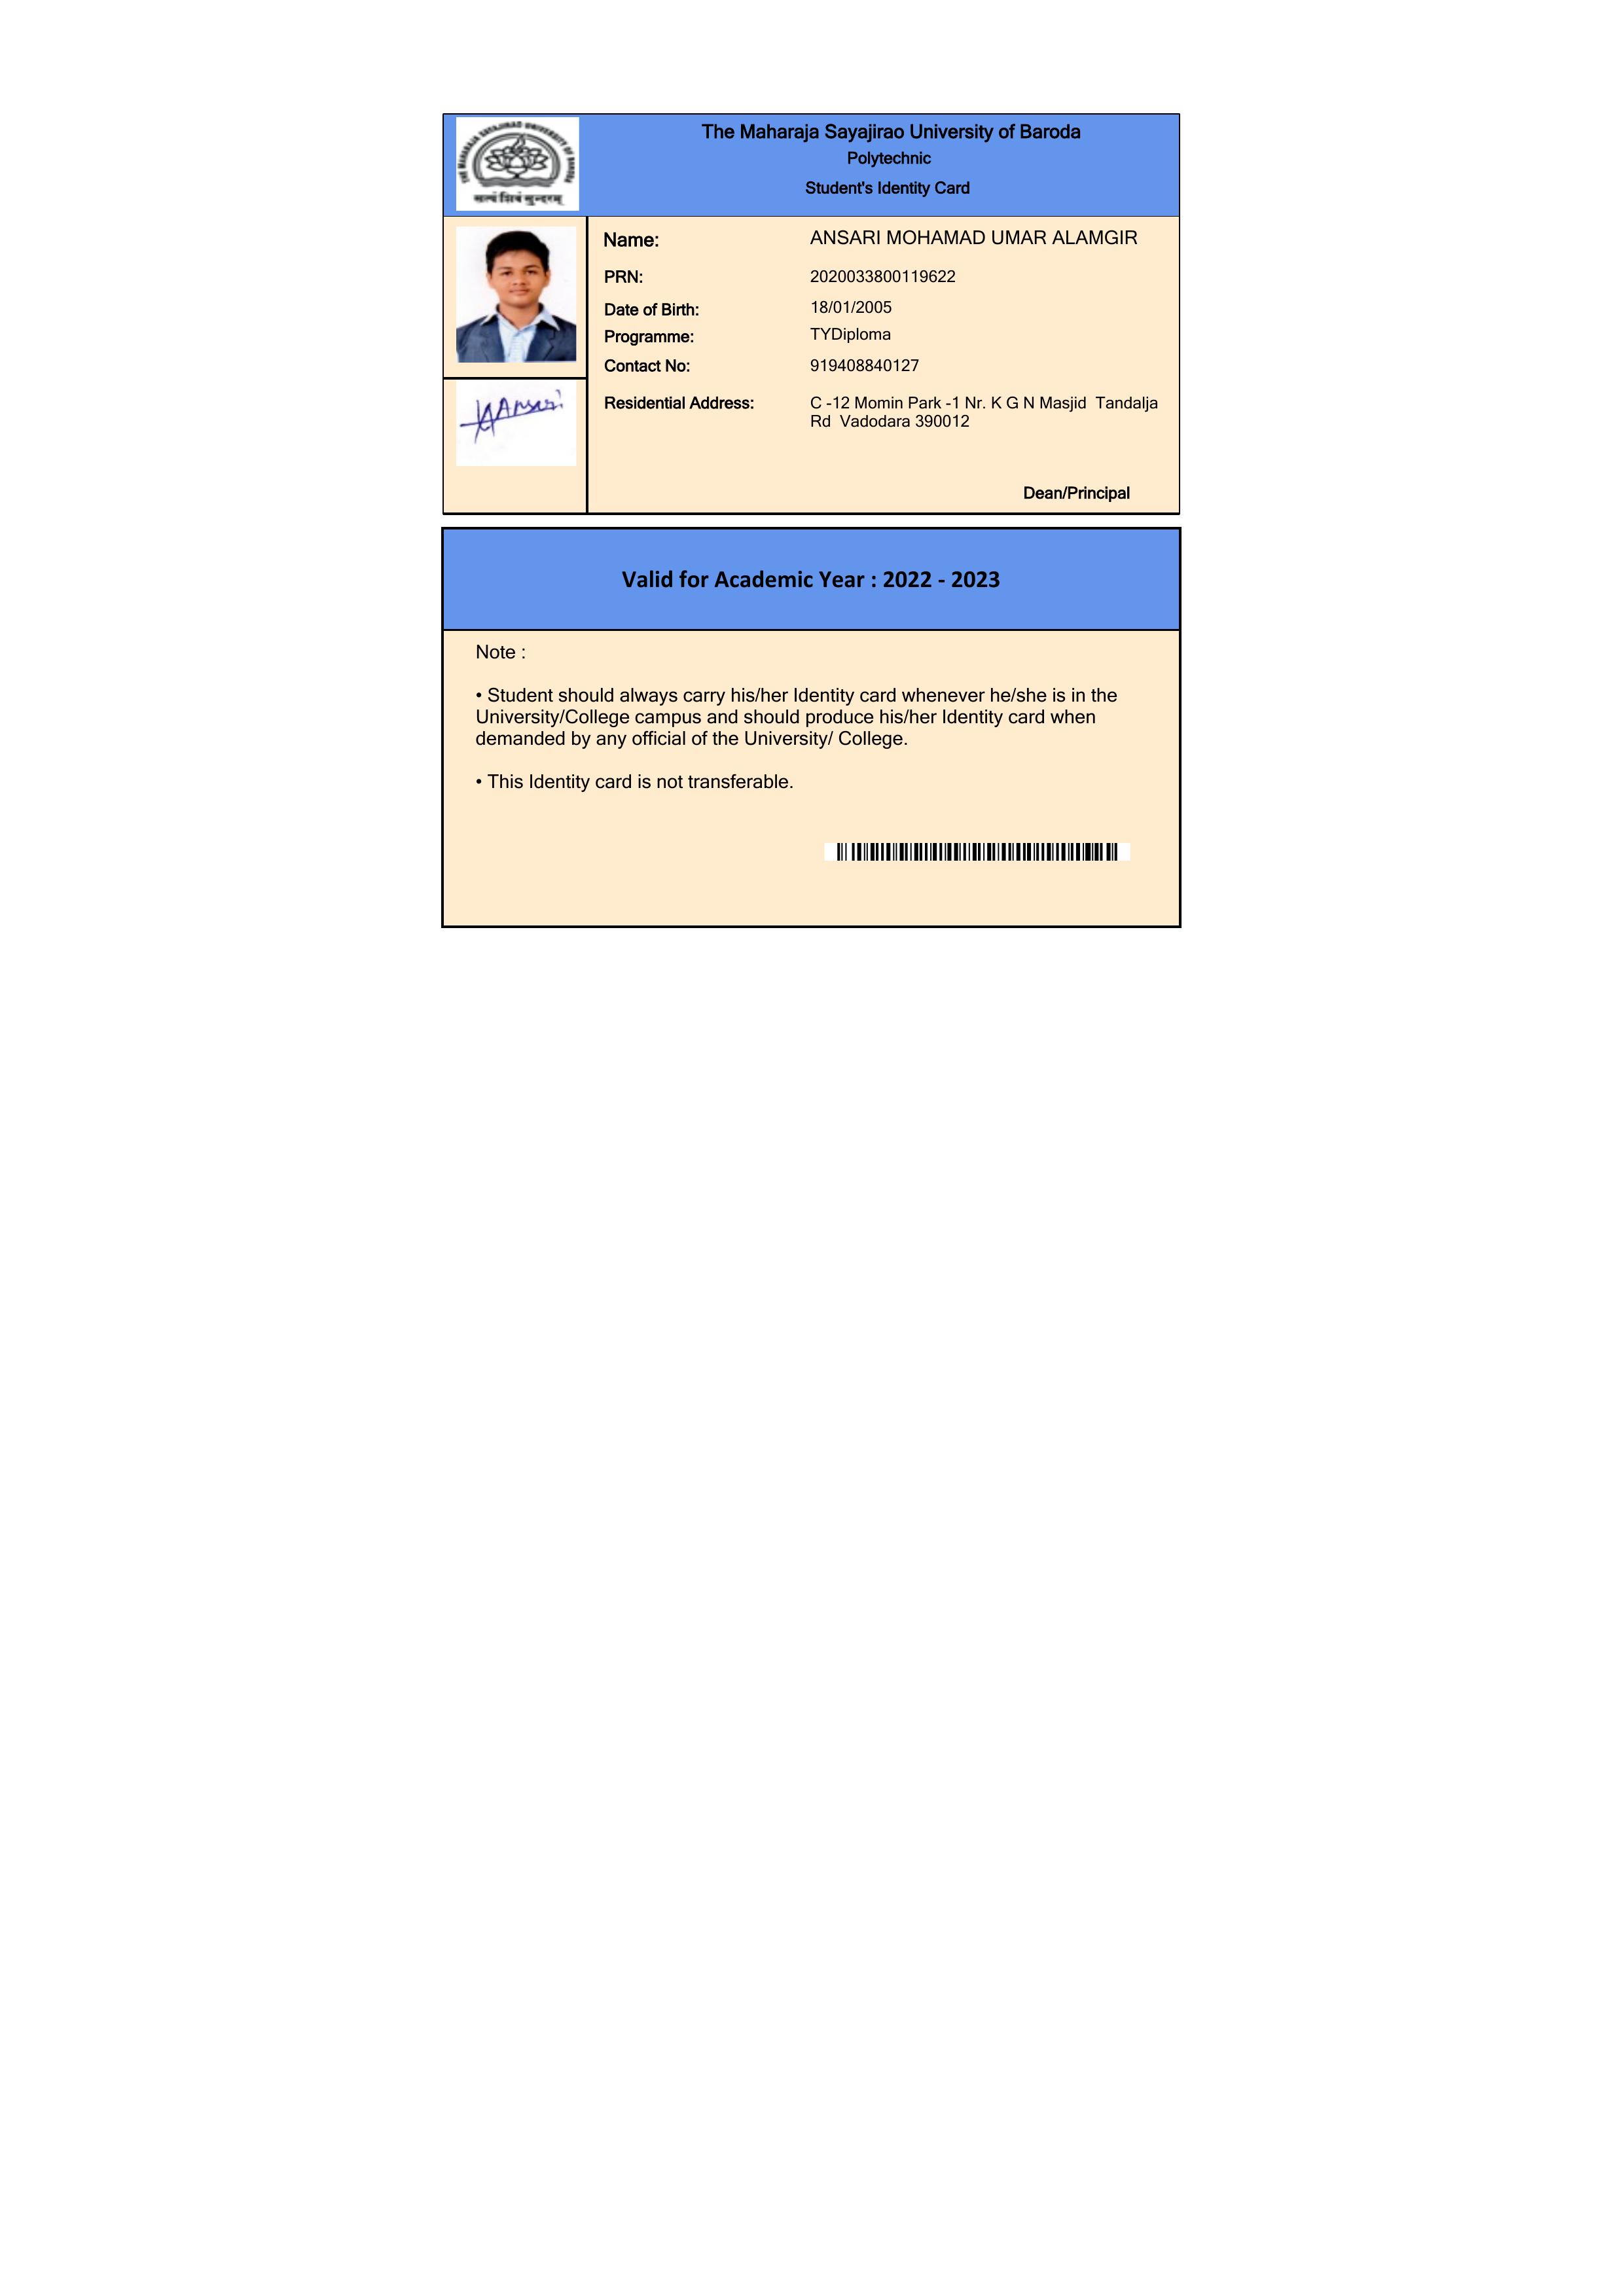 THE MAHARAJA SAYAJIRAO UNIVERSITY OF BARODA
सत्यं शिवं सुन्दरम्
The Maharaja Sayajirao University of Baroda
Polytechnic
Student's Identity Card
Name: ANSARI MOHAMAD UMAR ALAMGIR
PRN: 2020033800119622
Date of Birth: 18/01/2005
Programme: TYDiploma
Contact No: 919408840127
Residential Address: C -12 Momin Park -1 Nr. K G N Masjid  Tandalja
Rd  Vadodara 390012
Ansari
Dean/Principal
Valid for Academic Year : 2022 - 2023
Note :
• Student should always carry his/her Identity card whenever he/she is in the
University/College campus and should produce his/her Identity card when
demanded by any official of the University/ College.
• This Identity card is not transferable.